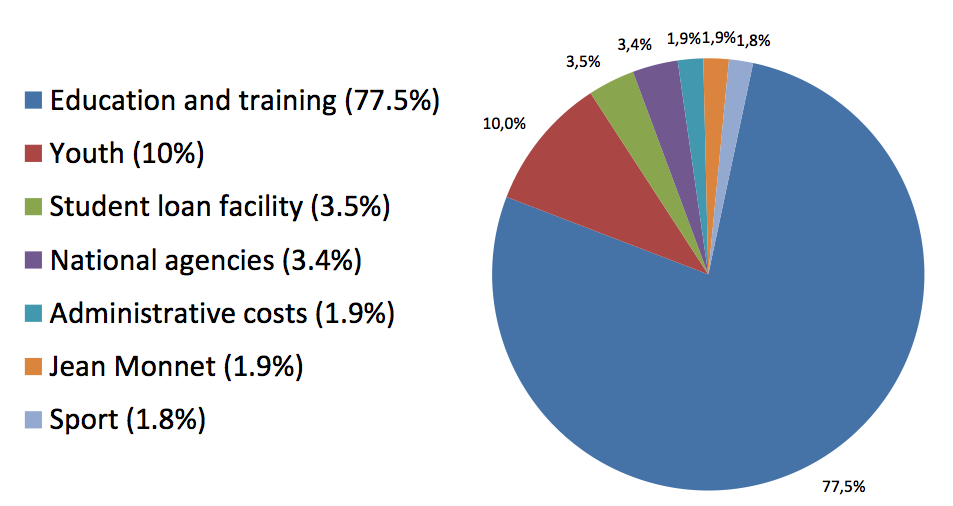 Education and training (77.5%)
Youth (10%)
Student loan facility (3.5%)
National agencies (3.4%)
Administrative costs (1.9%)
Jean Monnet (1.9%)
Sport (1.8%)
10,0%
3,5%
3,4%
1,9%
1,9%
1,8%
77,5%